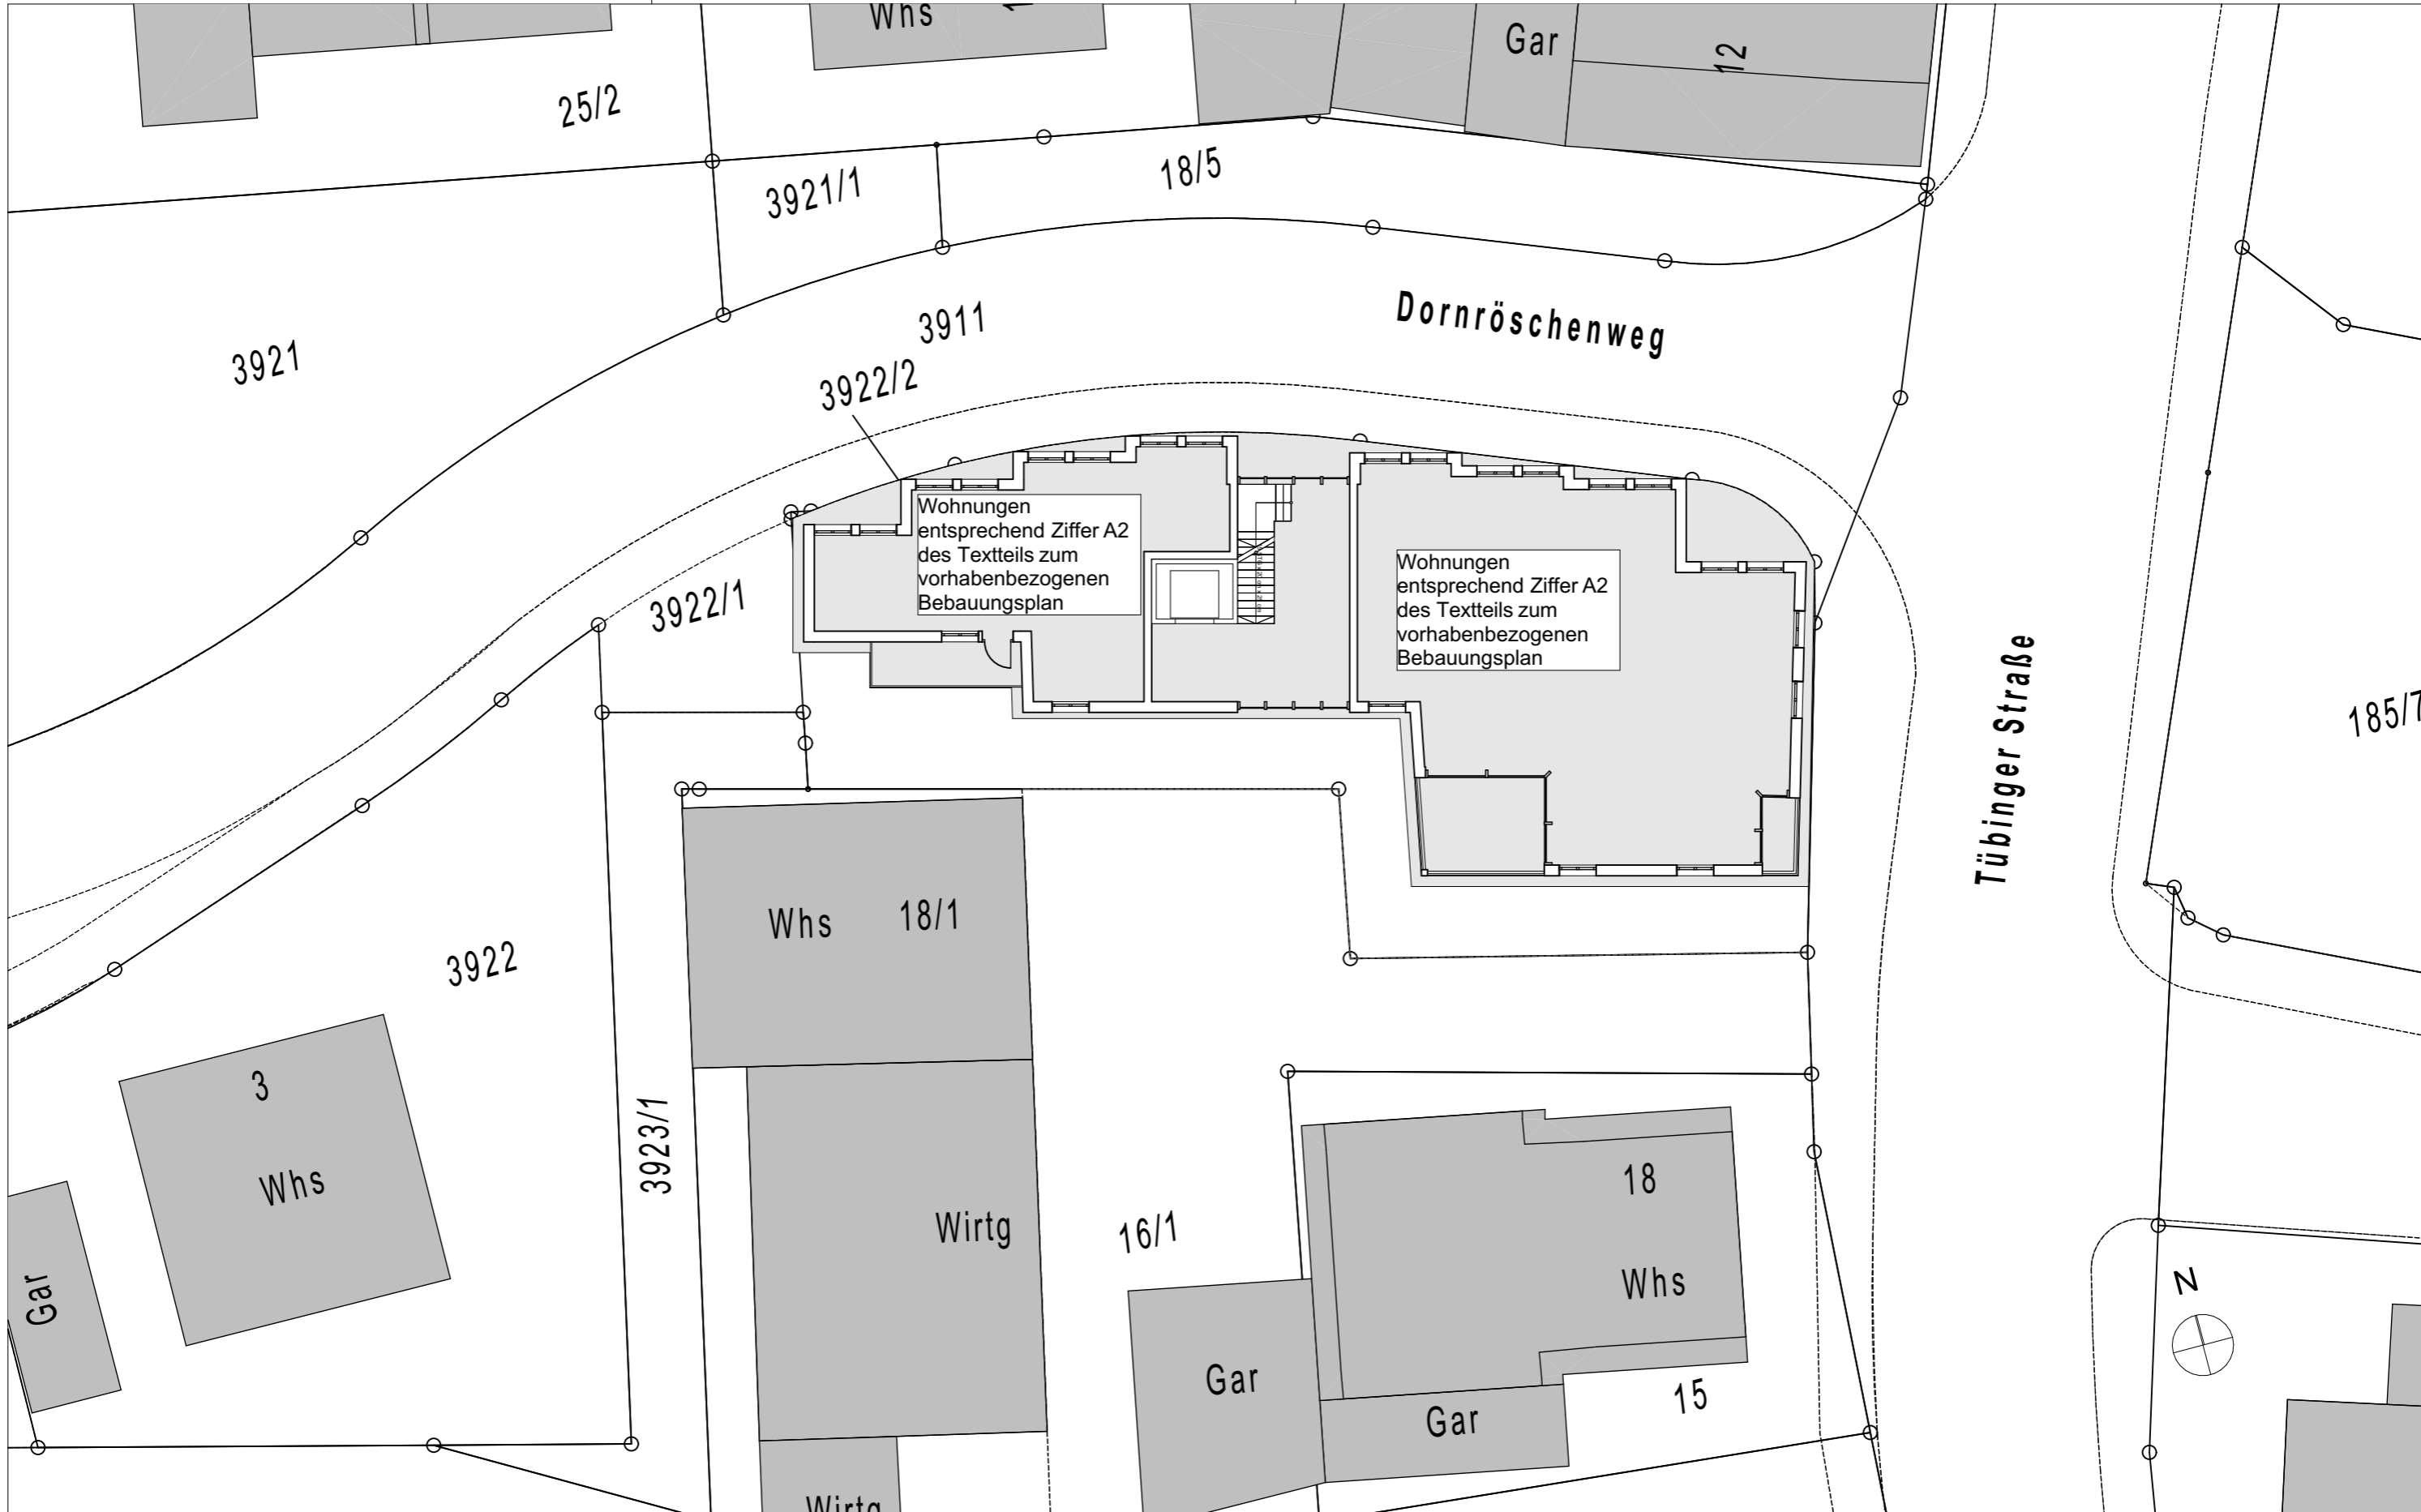 Whs
Gar
12
25/2
3921/1
18/5
3911
Dornröschenweg
3921
3922/2
Wohnungen
entsprechend Ziffer A2
des Textteils zum
vorhabenbezogenen
Bebauungsplan
Wohnungen
entsprechend Ziffer A2
des Textteils zum
vorhabenbezogenen
Bebauungsplan
3922/1
Tübinger Straße
185/7
Whs 18/1
3922
3
Whs
Gar
3923/1
Wirtg
16/1
18
Whs
Gar
Gar
15
N
Wirtg